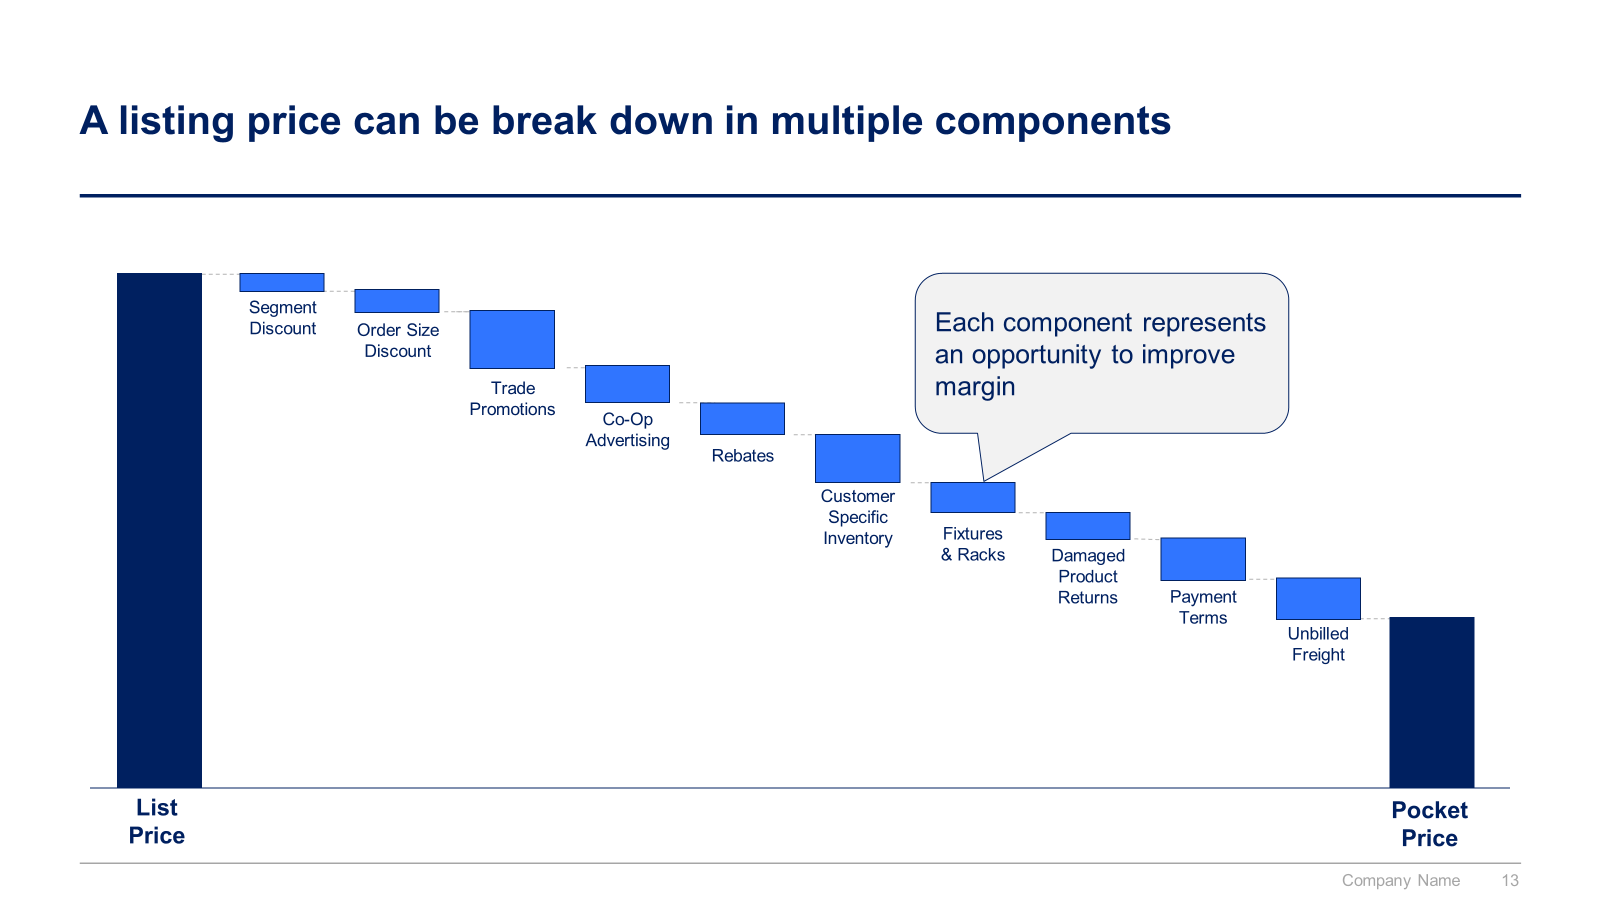 A listing price can be break down in multiple components
Segment
Discount
Order Size
Discount
Trade
Promotions
Co-Op
Advertising
Rebates
Customer
Specific
Inventory
Each component represents
an opportunity to improve
margin
Fixtures
& Racks
Damaged
Product
Returns
Payment
Terms
Unbilled
Freight
List
Price
Pocket
Price
Company Name
13